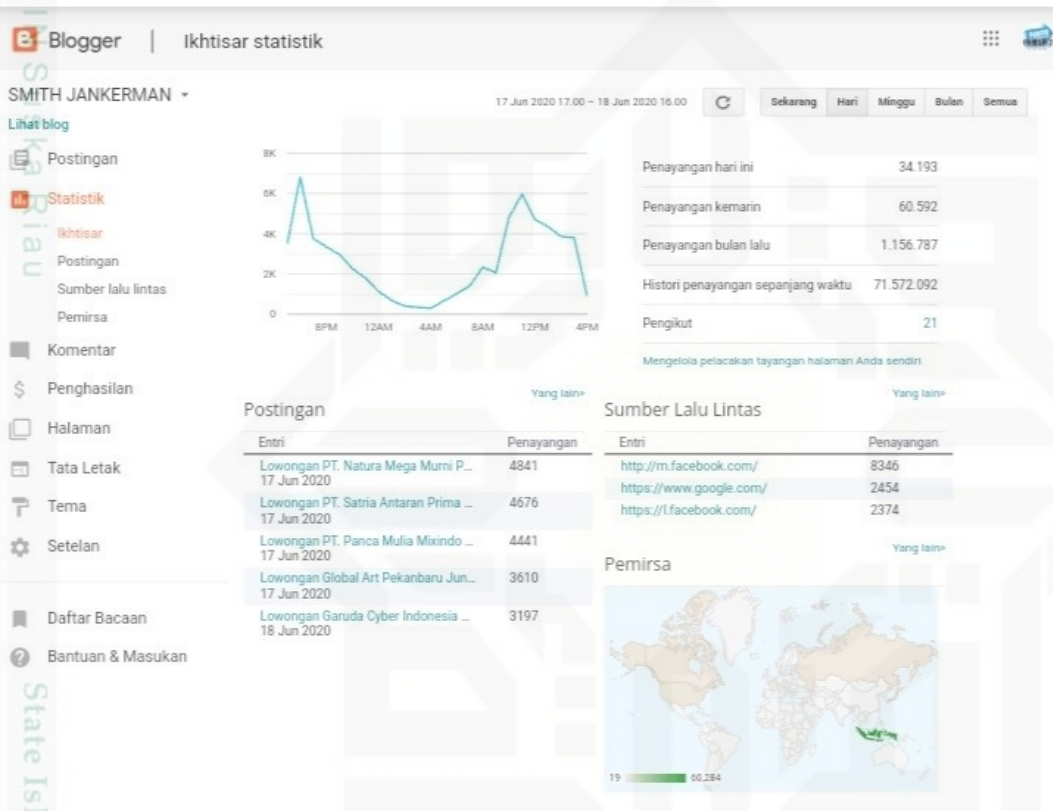 Blogger | Ikhtisar statistik
SMITH JANKERMAN
Lihat blog
17 Jun 2020 17.00 – 18 Jun 2020 16.00
Sekarang Hari Minggu Bulan Semua
Postingan
Statistik
Ikhtisar
Postingan
Sumber lalu lintas
Pemirsa
Komentar
Penghasilan
Halaman
Tata Letak
Tema
Setelan
Daftar Bacaan
Bantuan & Masukan
8K
6K
4K
2K
0
8PM 12AM 4AM 8AM 12PM 4PM
Penayangan hari ini 34.193
Penayangan kemarin 60.592
Penayangan bulan lalu 1.156.787
Histori penayangan sepanjang waktu 71.572.092
Pengikut 21
Mengelola pelacakan tayangan halaman Anda sendiri
Yang lain»
Postingan
Entri Penayangan
Lowongan PT. Natura Mega Murni P... 4841
17 Jun 2020
Lowongan PT. Satria Antaran Prima ... 4676
17 Jun 2020
Lowongan PT. Panca Mulia Mixindo ... 4441
17 Jun 2020
Lowongan Global Art Pekanbaru Jun... 3610
17 Jun 2020
Lowongan Garuda Cyber Indonesia ... 3197
18 Jun 2020
Yang lain»
Sumber Lalu Lintas
Entri Penayangan
http://m.facebook.com/ 8346
https://www.google.com/ 2454
https://l.facebook.com/ 2374
Yang lain»
Pemirsa
19 60,284
IN Suska Riau
State Isl